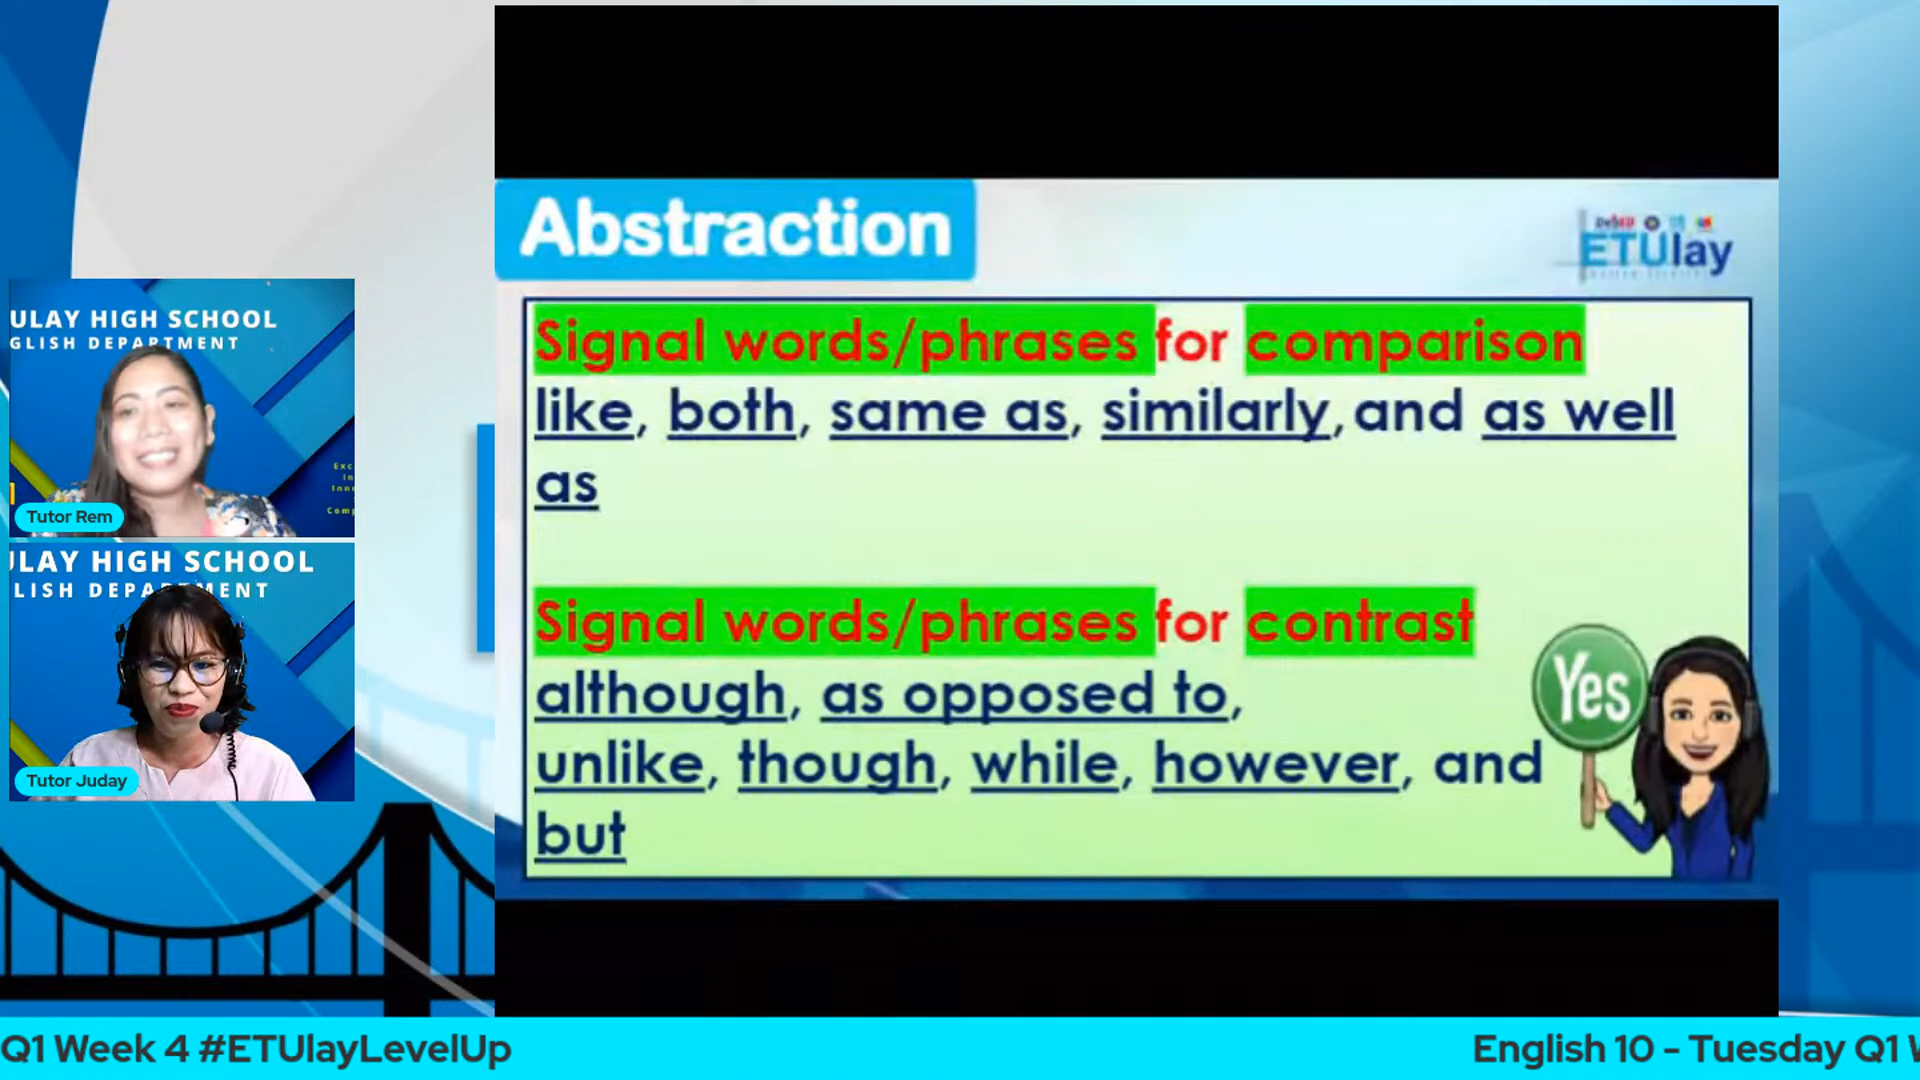 Abstraction
ETUlay
Signal words/phrases for comparison
like, both, same as, similarly, and as well
as
Signal words/phrases for contrast
although, as opposed to,
unlike, though, while, however, and
but
Yes
ULAY HIGH SCHOOL
GLISH DEPARTMENT
Tutor Rem
ULAY HIGH SCHOOL
LISH DEPARTMENT
Tutor Juday
Q1 Week 4 #ETUlayLevelUp
English 10 - Tuesday Q1 W